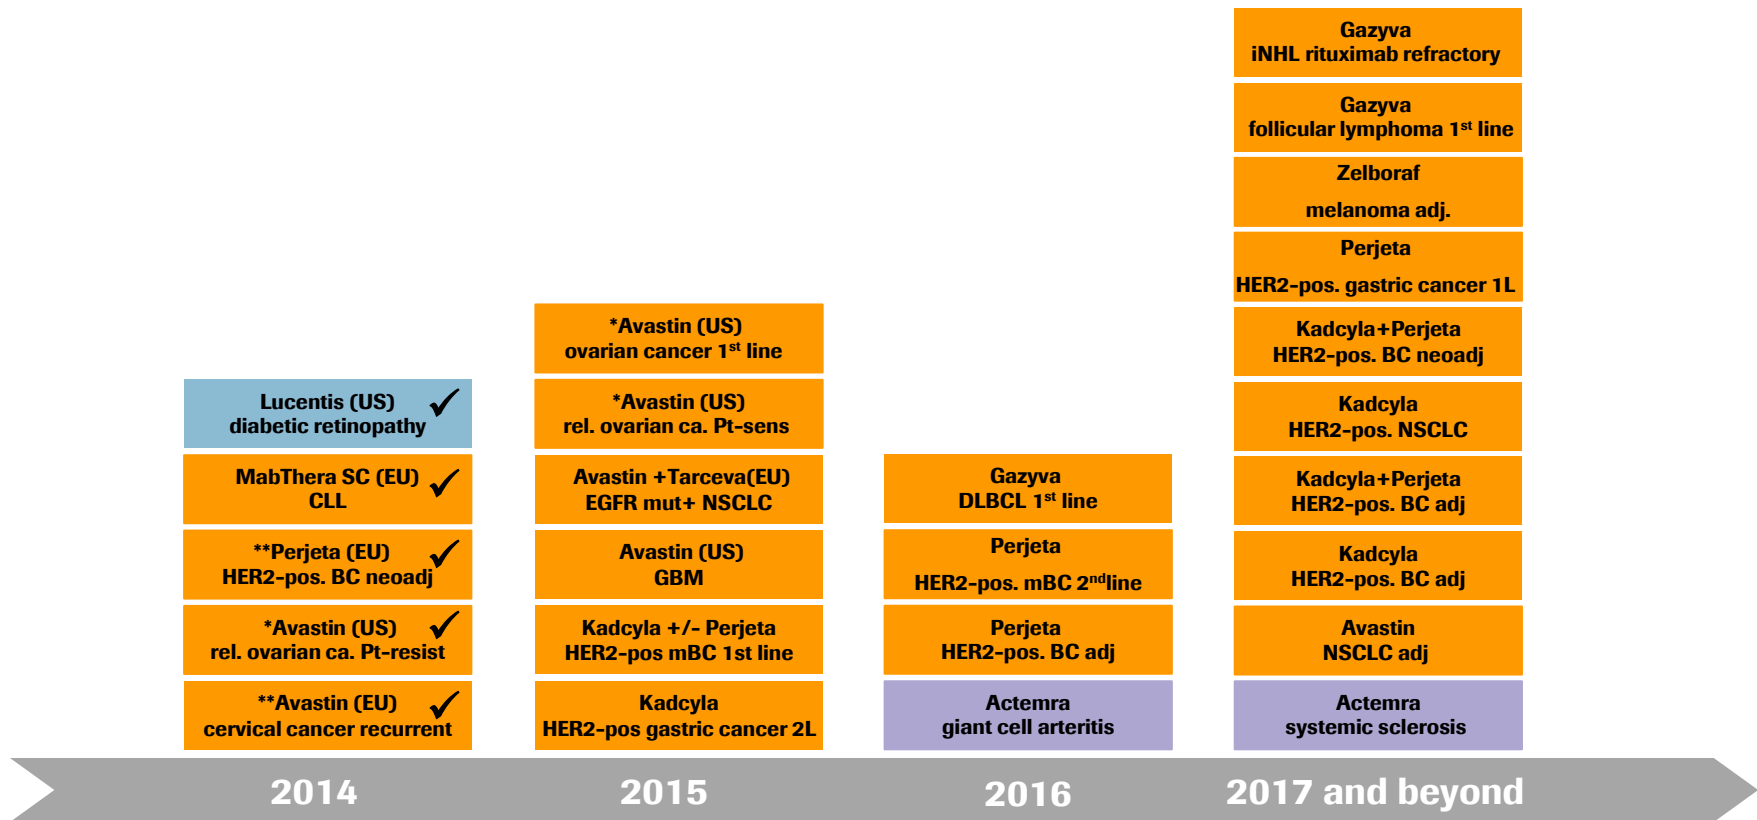 Lucentis (US)
diabetic retinopathy
MabThera SC (EU)
CLL
**Perjeta (EU)
HER2-pos. BC neoadj
*Avastin (US)
rel. ovarian ca. Pt-resist
**Avastin (EU)
cervical cancer recurrent
2014
*Avastin (US)
ovarian cancer 1st line
*Avastin (US)
rel. ovarian ca. Pt-sens
Avastin +Tarceva(EU)
EGFR mut+ NSCLC
Avastin (US)
GBM
Kadcyla +/- Perjeta
HER2-pos mBC 1st line
Kadcyla
HER2-pos gastric cancer 2L
2015
Gazyva
DLBCL 1st line
Perjeta
HER2-pos. mBC 2ndline
Perjeta
HER2-pos. BC adj
Actemra
giant cell arteritis
2016
Gazyva
iNHL rituximab refractory
Gazyva
follicular lymphoma 1st line
Zelboraf
melanoma adj.
Perjeta
HER2-pos. gastric cancer 1L
Kadcyla+Perjeta
HER2-pos. BC neoadj
Kadcyla
HER2-pos. NSCLC
Kadcyla+Perjeta
HER2-pos. BC adj
Kadcyla
HER2-pos. BC adj
Avastin
NSCLC adj
Actemra
systemic sclerosis
2017 and beyond